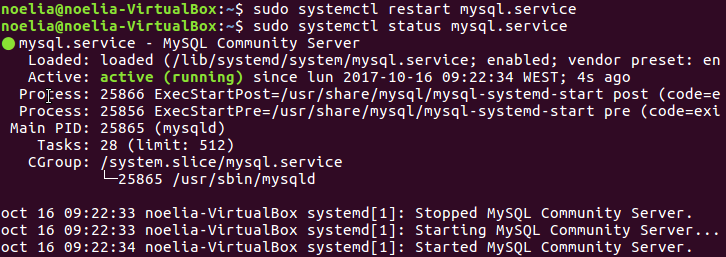 noelia@noelia-VirtualBox:~$ sudo systemctl restart mysql.service
noelia@noelia-VirtualBox:~$ sudo systemctl status mysql.service
● mysql.service - MySQL Community Server
   Loaded: loaded (/lib/systemd/system/mysql.service; enabled; vendor preset: en
   Active: active (running) since lun 2017-10-16 09:22:34 WEST; 4s ago
  Process: 25866 ExecStartPost=/usr/share/mysql/mysql-systemd-start post (code=e
  Process: 25856 ExecStartPre=/usr/share/mysql/mysql-systemd-start pre (code=exi
 Main PID: 25865 (mysqld)
    Tasks: 28 (limit: 512)
   CGroup: /system.slice/mysql.service
           └─25865 /usr/sbin/mysqld

oct 16 09:22:33 noelia-VirtualBox systemd[1]: Stopped MySQL Community Server.
oct 16 09:22:33 noelia-VirtualBox systemd[1]: Starting MySQL Community Server...
oct 16 09:22:34 noelia-VirtualBox systemd[1]: Started MySQL Community Server.